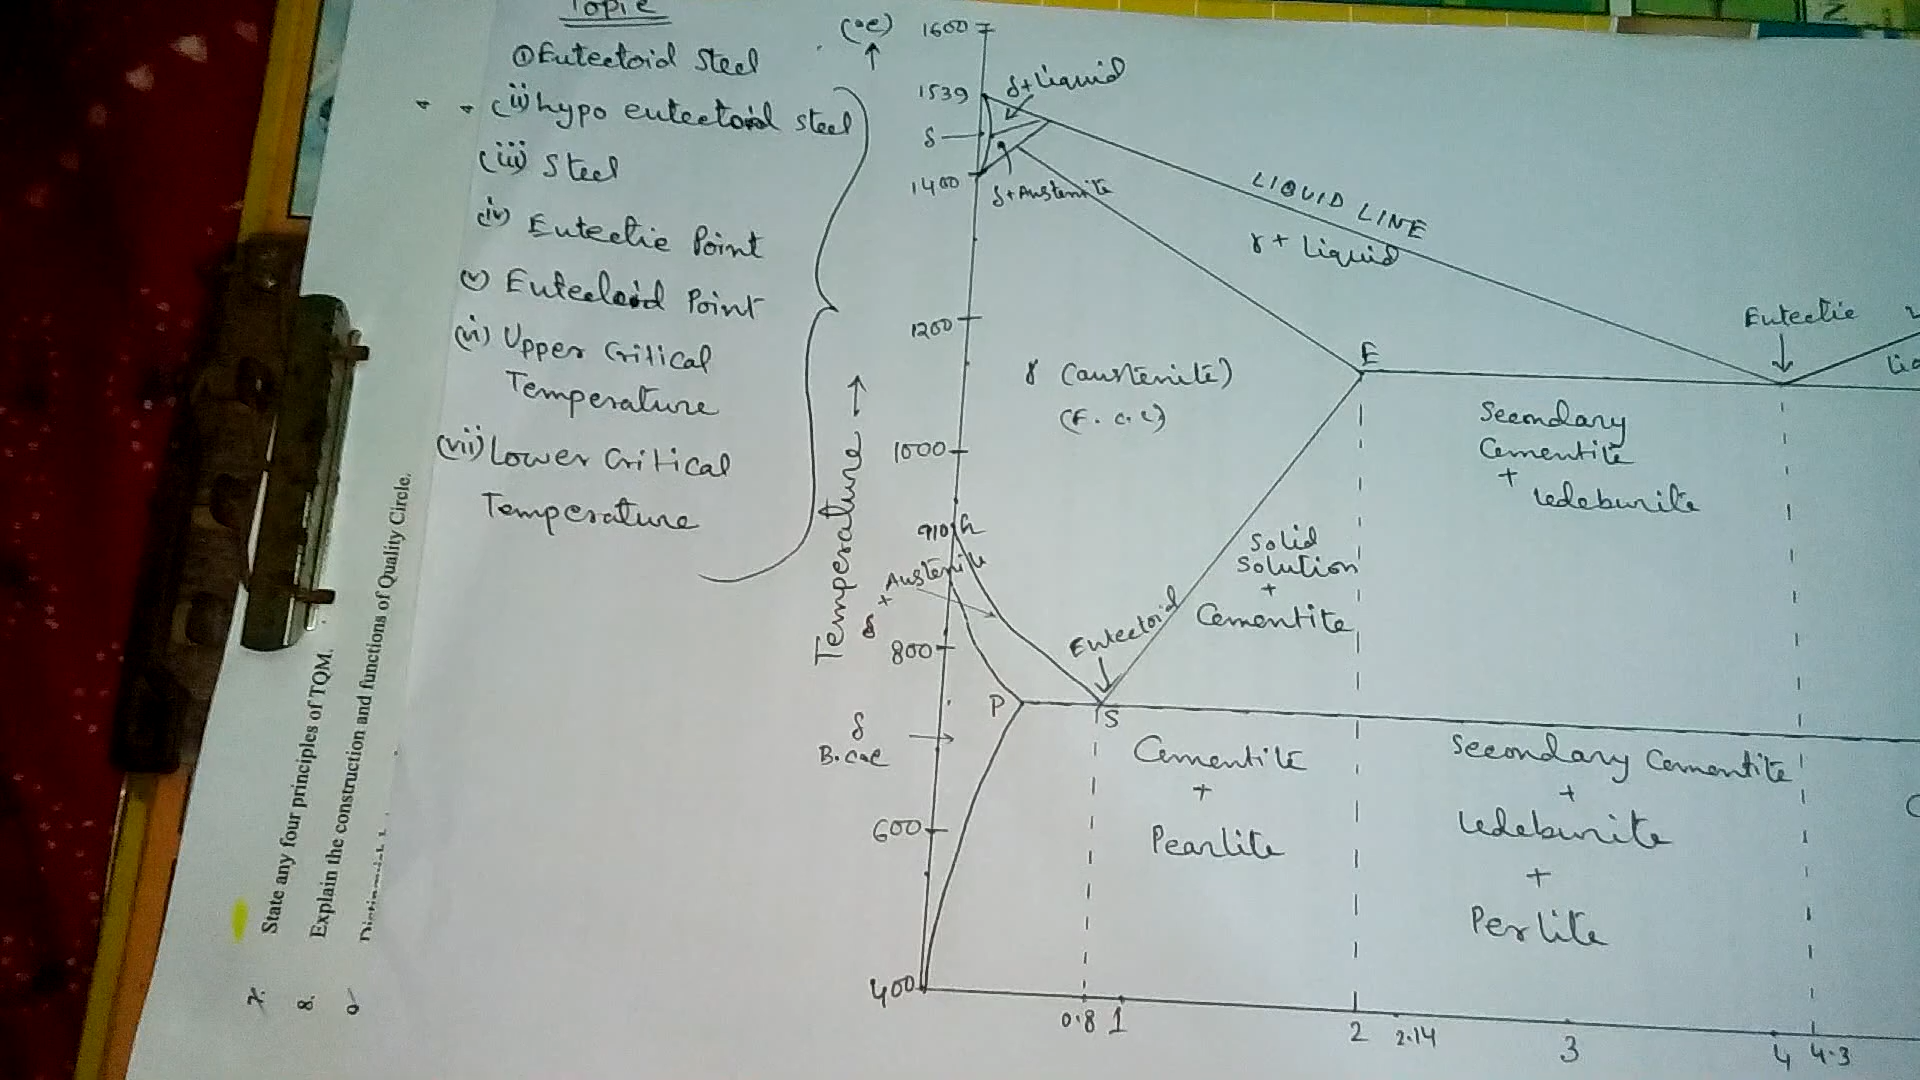 Topic
① Eutectoid Steel
(ii) hypo eutectoid steel
(iii) Steel
(iv) Eutectic Point
(v) Eutectoid Point
(vi) Upper Critical
Temperature
(vii) Lower Critical
Temperature
(°C)
↑
1600
1539
δ
1400
1200
1000
910
800
600
400
Temperature →
δ + Liquid
δ + Austenite
LIQUID LINE
γ + Liquid
Eutectic
E
γ (austenite)
(F.C.C)
Secondary
Cementite
+
Ledeburite
G
Austenite
+
Solid
Solution
+
Cementite
Eutectoid
P
S
δ
B.C.C
Cementite
+
Pearlite
Secondary Cementite
+
Ledeburite
+
Perlite
0.8 1 2 2.14 3 4 4.3
7. State any four principles of TQM.
8. Explain the construction and functions of Quality Circle.